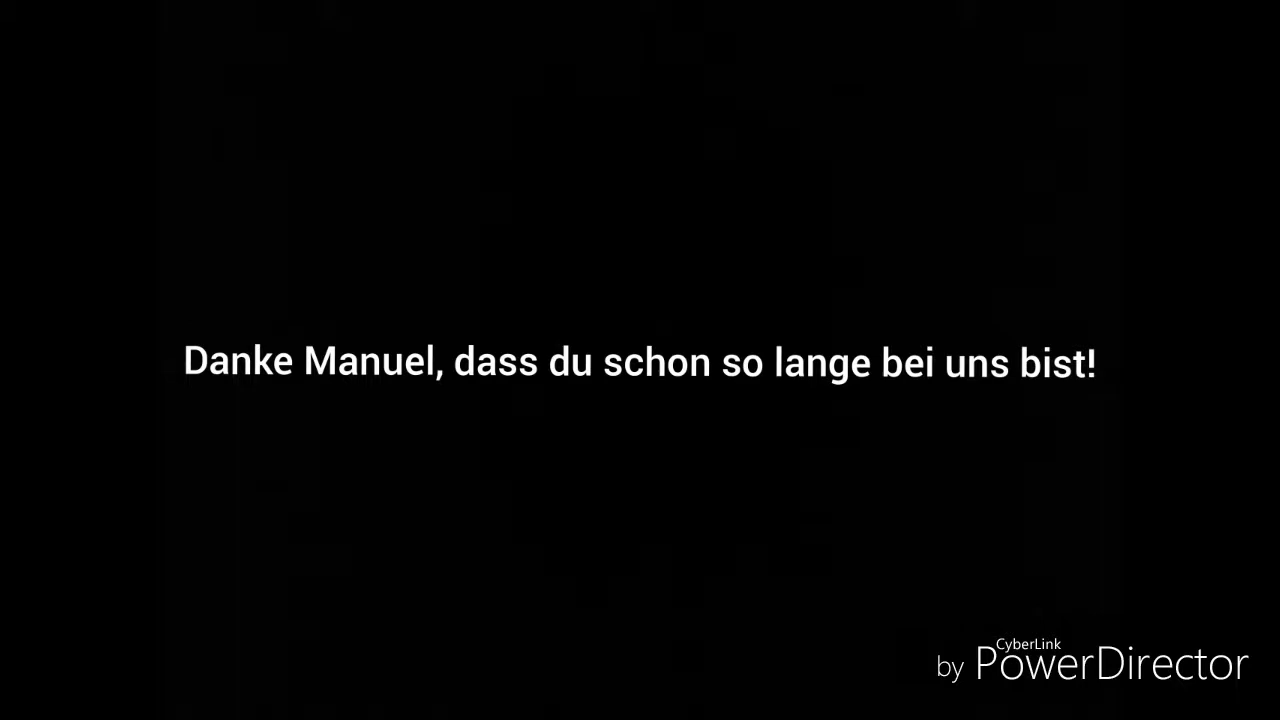 Danke Manuel, dass du schon so lange bei uns bist!
CyberLink
by PowerDirector